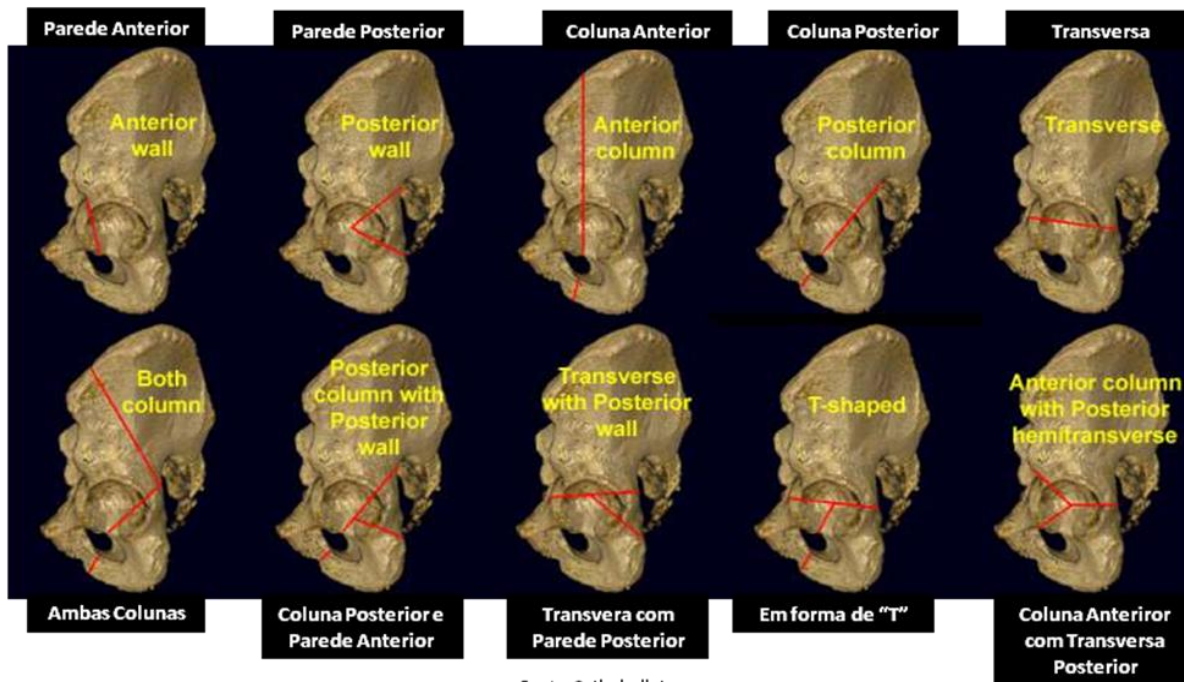 Parede Anterior
Parede Posterior
Coluna Anterior
Coluna Posterior
Transversa
Anterior
wall
Posterior
wall
Anterior
column
Posterior
column
Transverse
Both
column
Posterior
column with
Posterior
wall
Transverse
with Posterior
wall
T-shaped
Anterior column
with Posterior
hemitransverse
Ambas Colunas
Coluna Posterior e
Parede Anterior
Transvera com
Parede Posterior
Em forma de “T”
Coluna Anteriror
com Transversa
Posterior